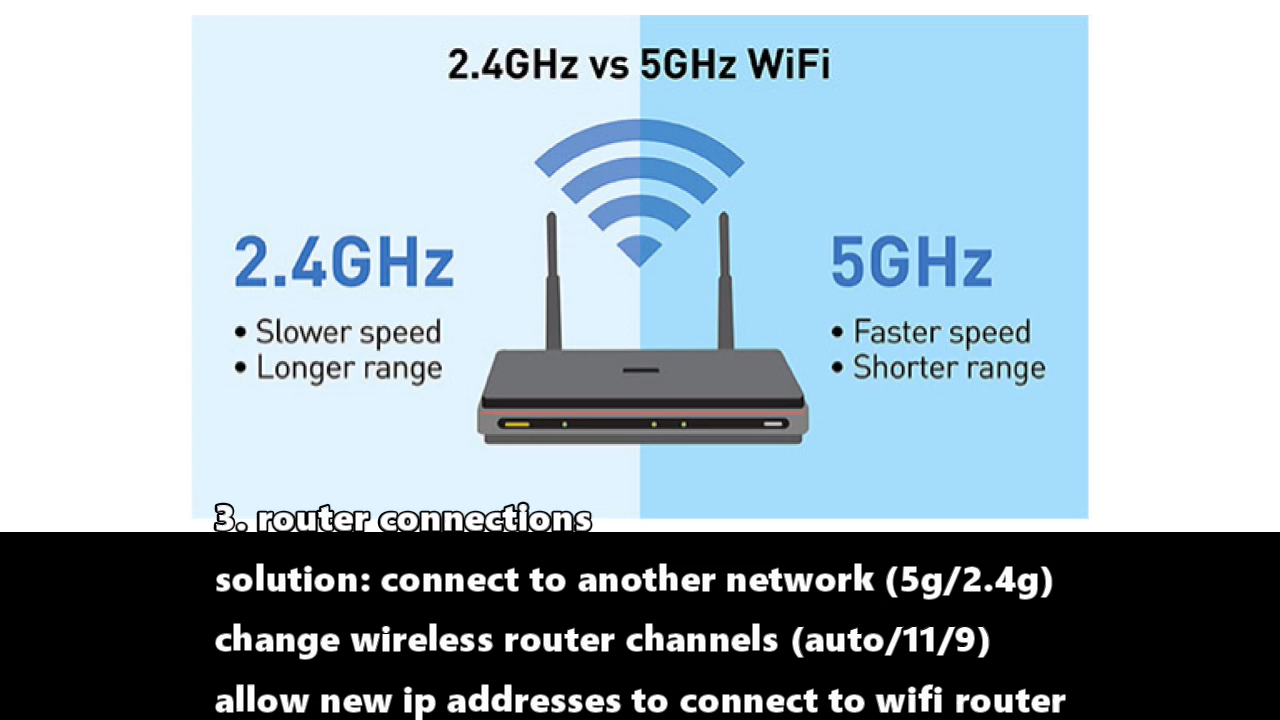 2.4GHz vs 5GHz WiFi
2.4GHz
• Slower speed
• Longer range
5GHz
• Faster speed
• Shorter range
3. router connections
solution: connect to another network (5g/2.4g)
change wireless router channels (auto/11/9)
allow new ip addresses to connect to wifi router